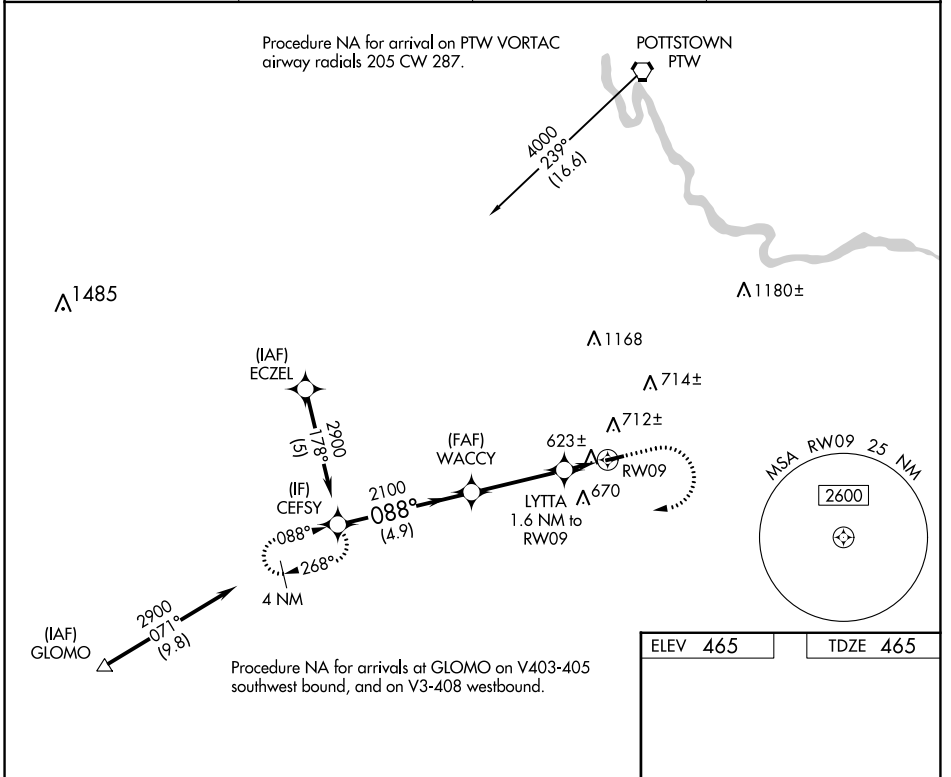 Procedure NA for arrival on PTW VORTAC
airway radials 205 CW 287.
POTTSTOWN
PTW
4000
239°
(16.6)
1485
1180±
1168
714±
712±
(IAF)
ECZEL
2900
178°
(5)
(FAF)
WACCY
623±
RW09
MSA RW09 25 NM
2600
(IF)
CEFSY
2100
088°
(4.9)
LYTTA
1.6 NM to
RW09
670
088°
268°
4 NM
(IAF)
GLOMO
2900
071°
(9.8)
Procedure NA for arrivals at GLOMO on V403-405
southwest bound, and on V3-408 westbound.
ELEV 465
TDZE 465